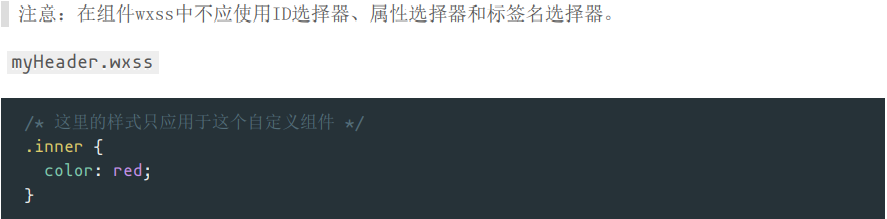 注意：在组件wxss中不应使用ID选择器、属性选择器和标签名选择器。
myHeader.wxss
/* 这里的样式只应用于这个自定义组件 */
.inner {
  color: red;
}